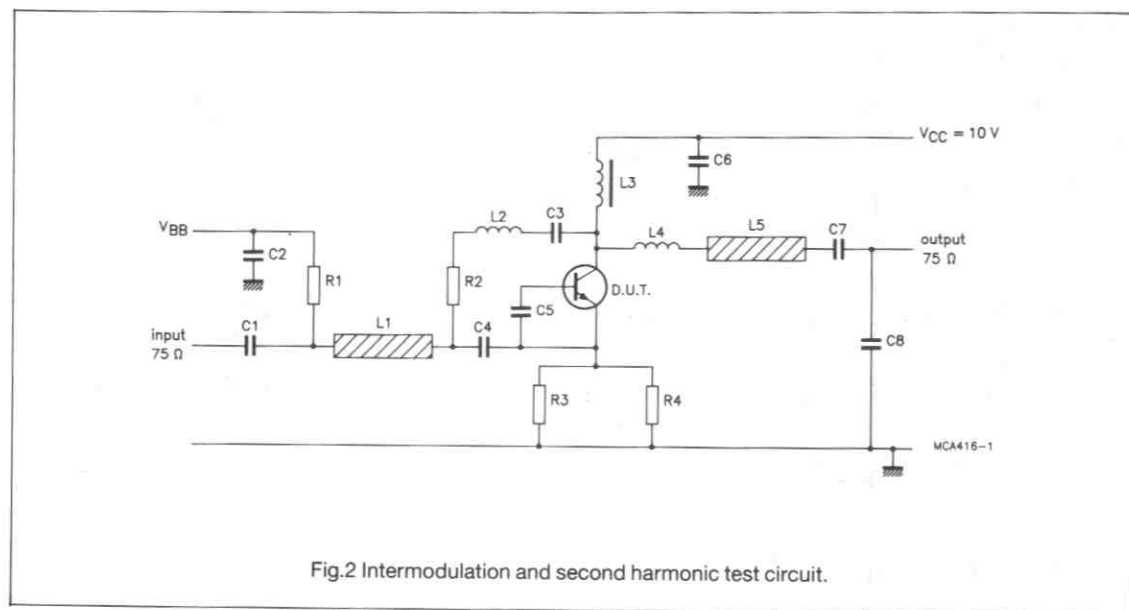 VCC = 10 V
C6
L3
VBB
C2
R1
L2
C3
R2
C5
D.U.T.
L4
L5
C7
output
75 Ω
input
75 Ω
C1
L1
C4
C8
R3
R4
MCA416-1
Fig.2 Intermodulation and second harmonic test circuit.